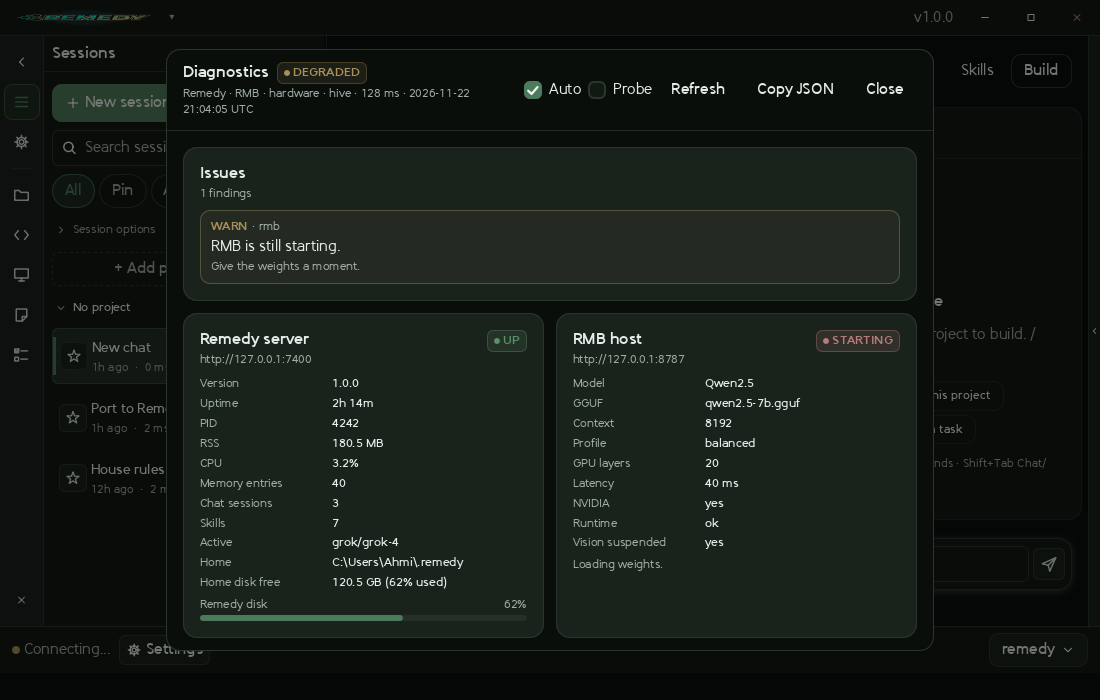 REMEDY
v1.0.0
Sessions
+ New session
Search sessi
All
Pin
Session options
+ Add p
No project
New chat
1h ago · 0 m
Port to Rem
1h ago · 2 m
House rules
12h ago · 2 m
Skills
Build
Diagnostics
DEGRADED
Remedy · RMB · hardware · hive · 128 ms · 2026-11-22
21:04:05 UTC
Auto
Probe
Refresh
Copy JSON
Close
Issues
1 findings
WARN · rmb
RMB is still starting.
Give the weights a moment.
Remedy server
UP
http://127.0.0.1:7400
Version 1.0.0
Uptime 2h 14m
PID 4242
RSS 180.5 MB
CPU 3.2%
Memory entries 40
Chat sessions 3
Skills 7
Active grok/grok-4
Home C:\Users\Ahmi\.remedy
Home disk free 120.5 GB (62% used)
Remedy disk 62%
RMB host
STARTING
http://127.0.0.1:8787
Model Qwen2.5
GGUF qwen2.5-7b.gguf
Context 8192
Profile balanced
GPU layers 20
Latency 40 ms
NVIDIA yes
Runtime ok
Vision suspended yes
Loading weights.
e
roject to build. /
his project
task
nds · Shift+Tab Chat/
Connecting...
Settings
remedy